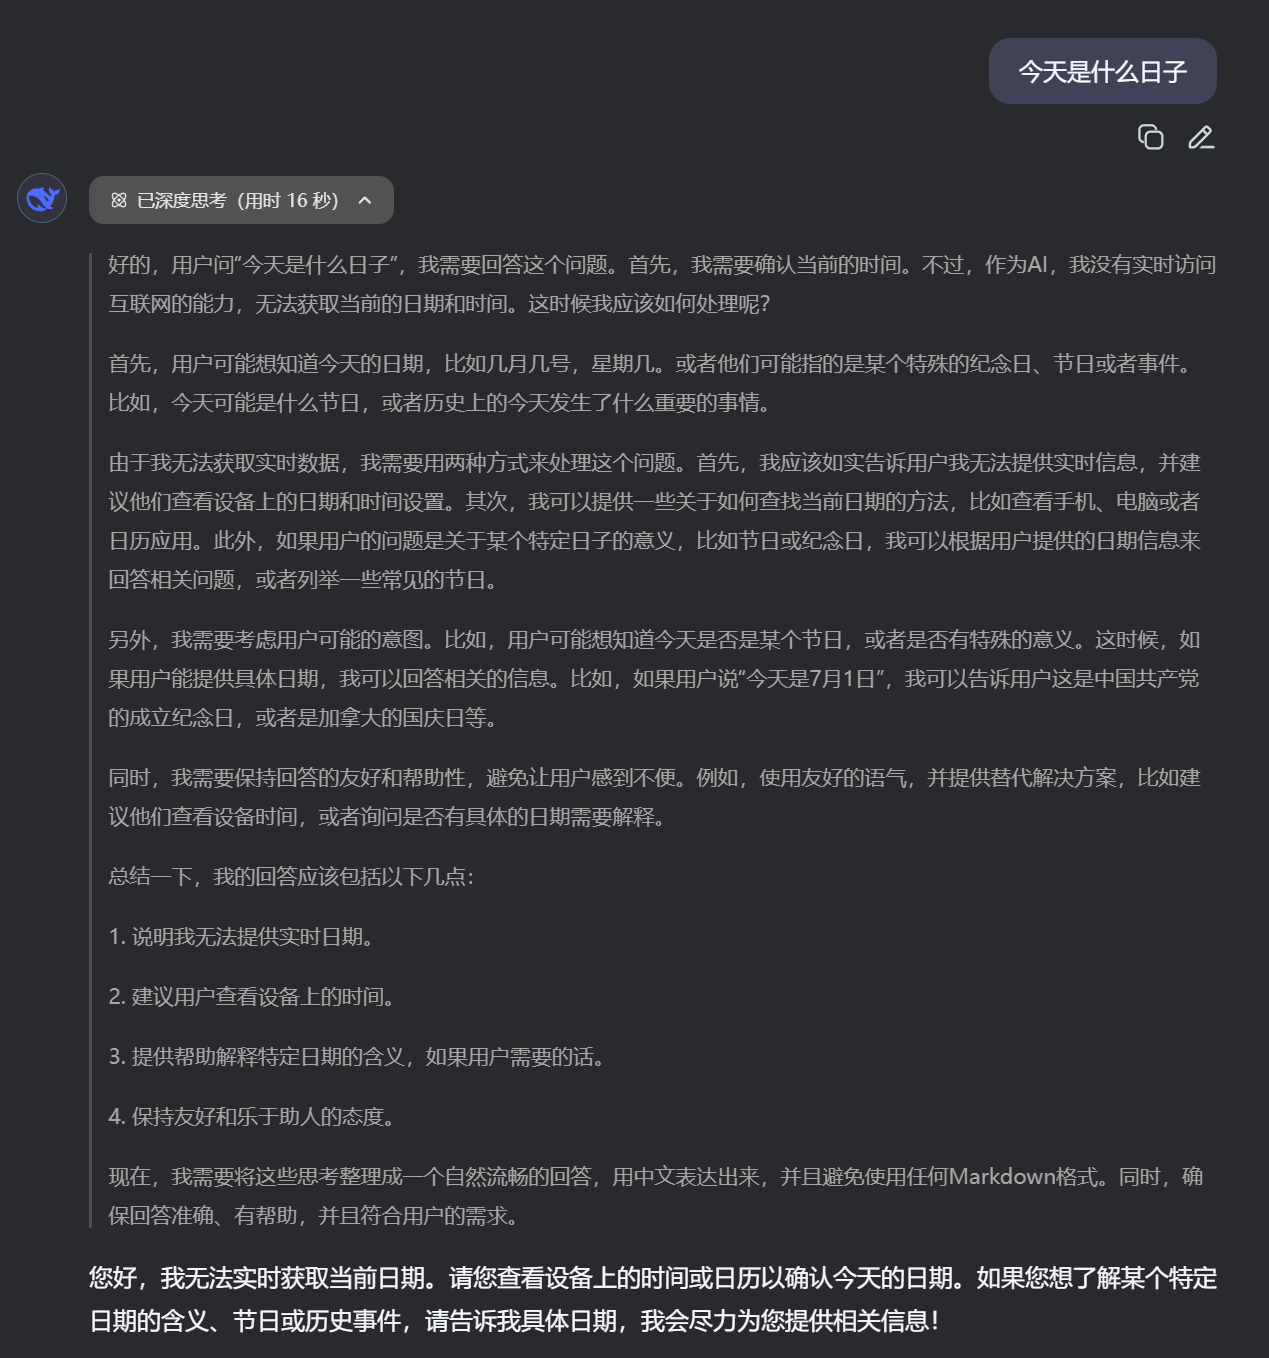 今天是什么日子
已深度思考（用时 16 秒）
好的，用户问“今天是什么日子”，我需要回答这个问题。首先，我需要确认当前的时间。不过，作为AI，我没有实时访问
互联网的能力，无法获取当前的日期和时间。这时候我应该如何处理呢？
首先，用户可能想知道今天的日期，比如几月几号，星期几。或者他们可能指的是某个特殊的纪念日、节日或者事件。
比如，今天可能是什么节日，或者历史上的今天发生了什么重要的事情。
由于我无法获取实时数据，我需要用两种方式来处理这个问题。首先，我应该如实告诉用户我无法提供实时信息，并建
议他们查看设备上的日期和时间设置。其次，我可以提供一些关于如何查找当前日期的方法，比如查看手机、电脑或者
日历应用。此外，如果用户的问题是关于某个特定日子的意义，比如节日或纪念日，我可以根据用户提供的日期信息来
回答相关问题，或者列举一些常见的节日。
另外，我需要考虑用户可能的意图。比如，用户可能想知道今天是否是某个节日，或者是否有特殊的意义。这时候，如
果用户能提供具体日期，我可以回答相关的信息。比如，如果用户说“今天是7月1日”，我可以告诉用户这是中国共产党
的成立纪念日，或者是加拿大的国庆日等。
同时，我需要保持回答的友好和帮助性，避免让用户感到不便。例如，使用友好的语气，并提供替代解决方案，比如建
议他们查看设备时间，或者询问是否有具体的日期需要解释。
总结一下，我的回答应该包括以下几点：
1. 说明我无法提供实时日期。
2. 建议用户查看设备上的时间。
3. 提供帮助解释特定日期的含义，如果用户需要的话。
4. 保持友好和乐于助人的态度。
现在，我需要将这些思考整理成一个自然流畅的回答，用中文表达出来，并且避免使用任何Markdown格式。同时，确
保回答准确、有帮助，并且符合用户的需求。
您好，我无法实时获取当前日期。请您查看设备上的时间或日历以确认今天的日期。如果您想了解某个特定
日期的含义、节日或历史事件，请告诉我具体日期，我会尽力为您提供相关信息！